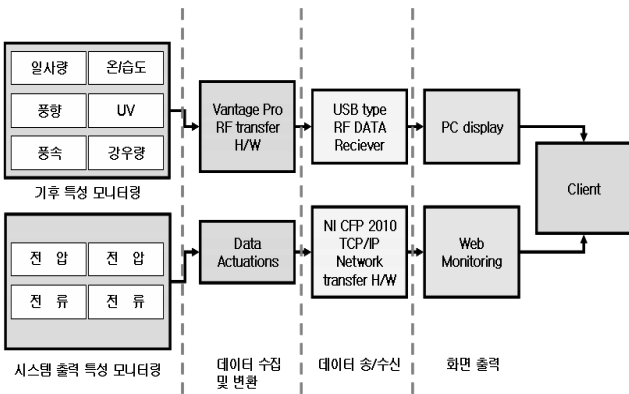 일사량
온/습도
풍향
UV
풍속
강우량
기후 특성 모니터링
Vantage Pro
RF transfer
H/W
USB type
RF DATA
Reciever
PC display
Client
전 압
전 압
전 류
전 류
시스템 출력 특성 모니터링
Data
Actuations
NI CFP 2010
TCP/IP
Network
transfer H/W
Web
Monitoring
데이터 수집
및 변환
데이터 송/수신
화면 출력